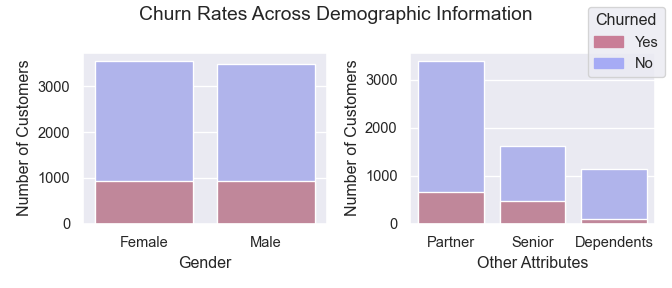 Churn Rates Across Demographic Information
Churned
Yes
No
Number of Customers
3000
2000
1000
0
Female
Male
Gender
Number of Customers
3000
2000
1000
0
Partner
Senior
Dependents
Other Attributes